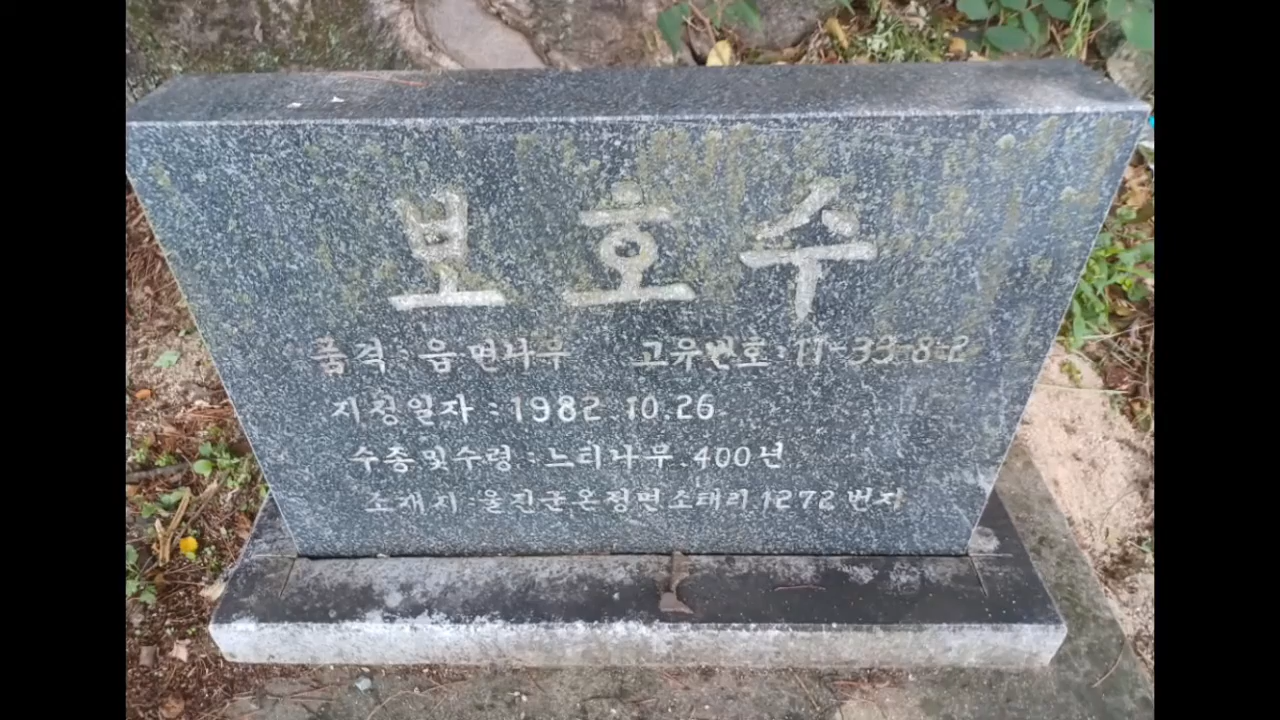 보호수
품격 : 읍·면나무 고유번호 : 11-33-8-2
지정일자 : 1982.10.26
수종및수령 : 느티나무.400년
소재지 : 울진군온정면소태리1272번지